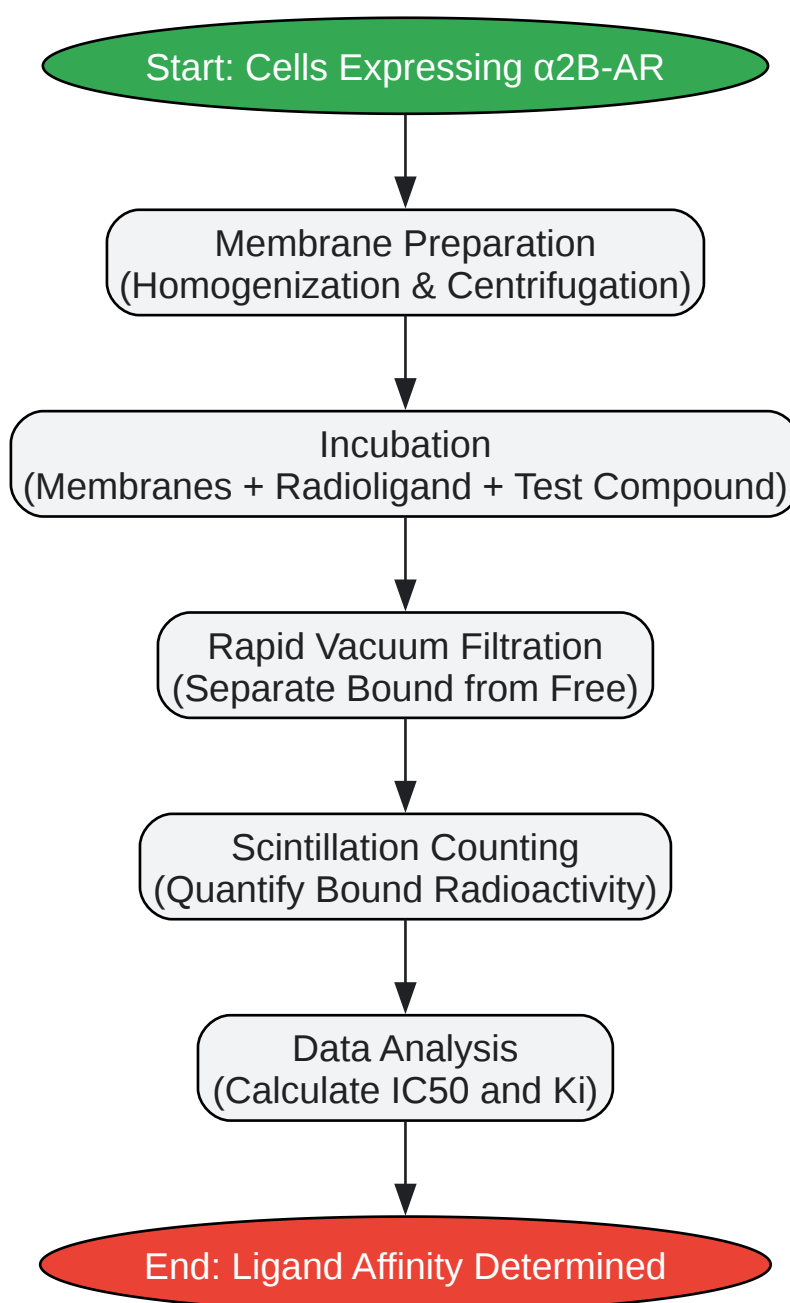 Start: Cells Expressing α2B-AR
Membrane Preparation
(Homogenization & Centrifugation)
Incubation
(Membranes + Radioligand + Test Compound)
Rapid Vacuum Filtration
(Separate Bound from Free)
Scintillation Counting
(Quantify Bound Radioactivity)
Data Analysis
(Calculate IC50 and Ki)
End: Ligand Affinity Determined